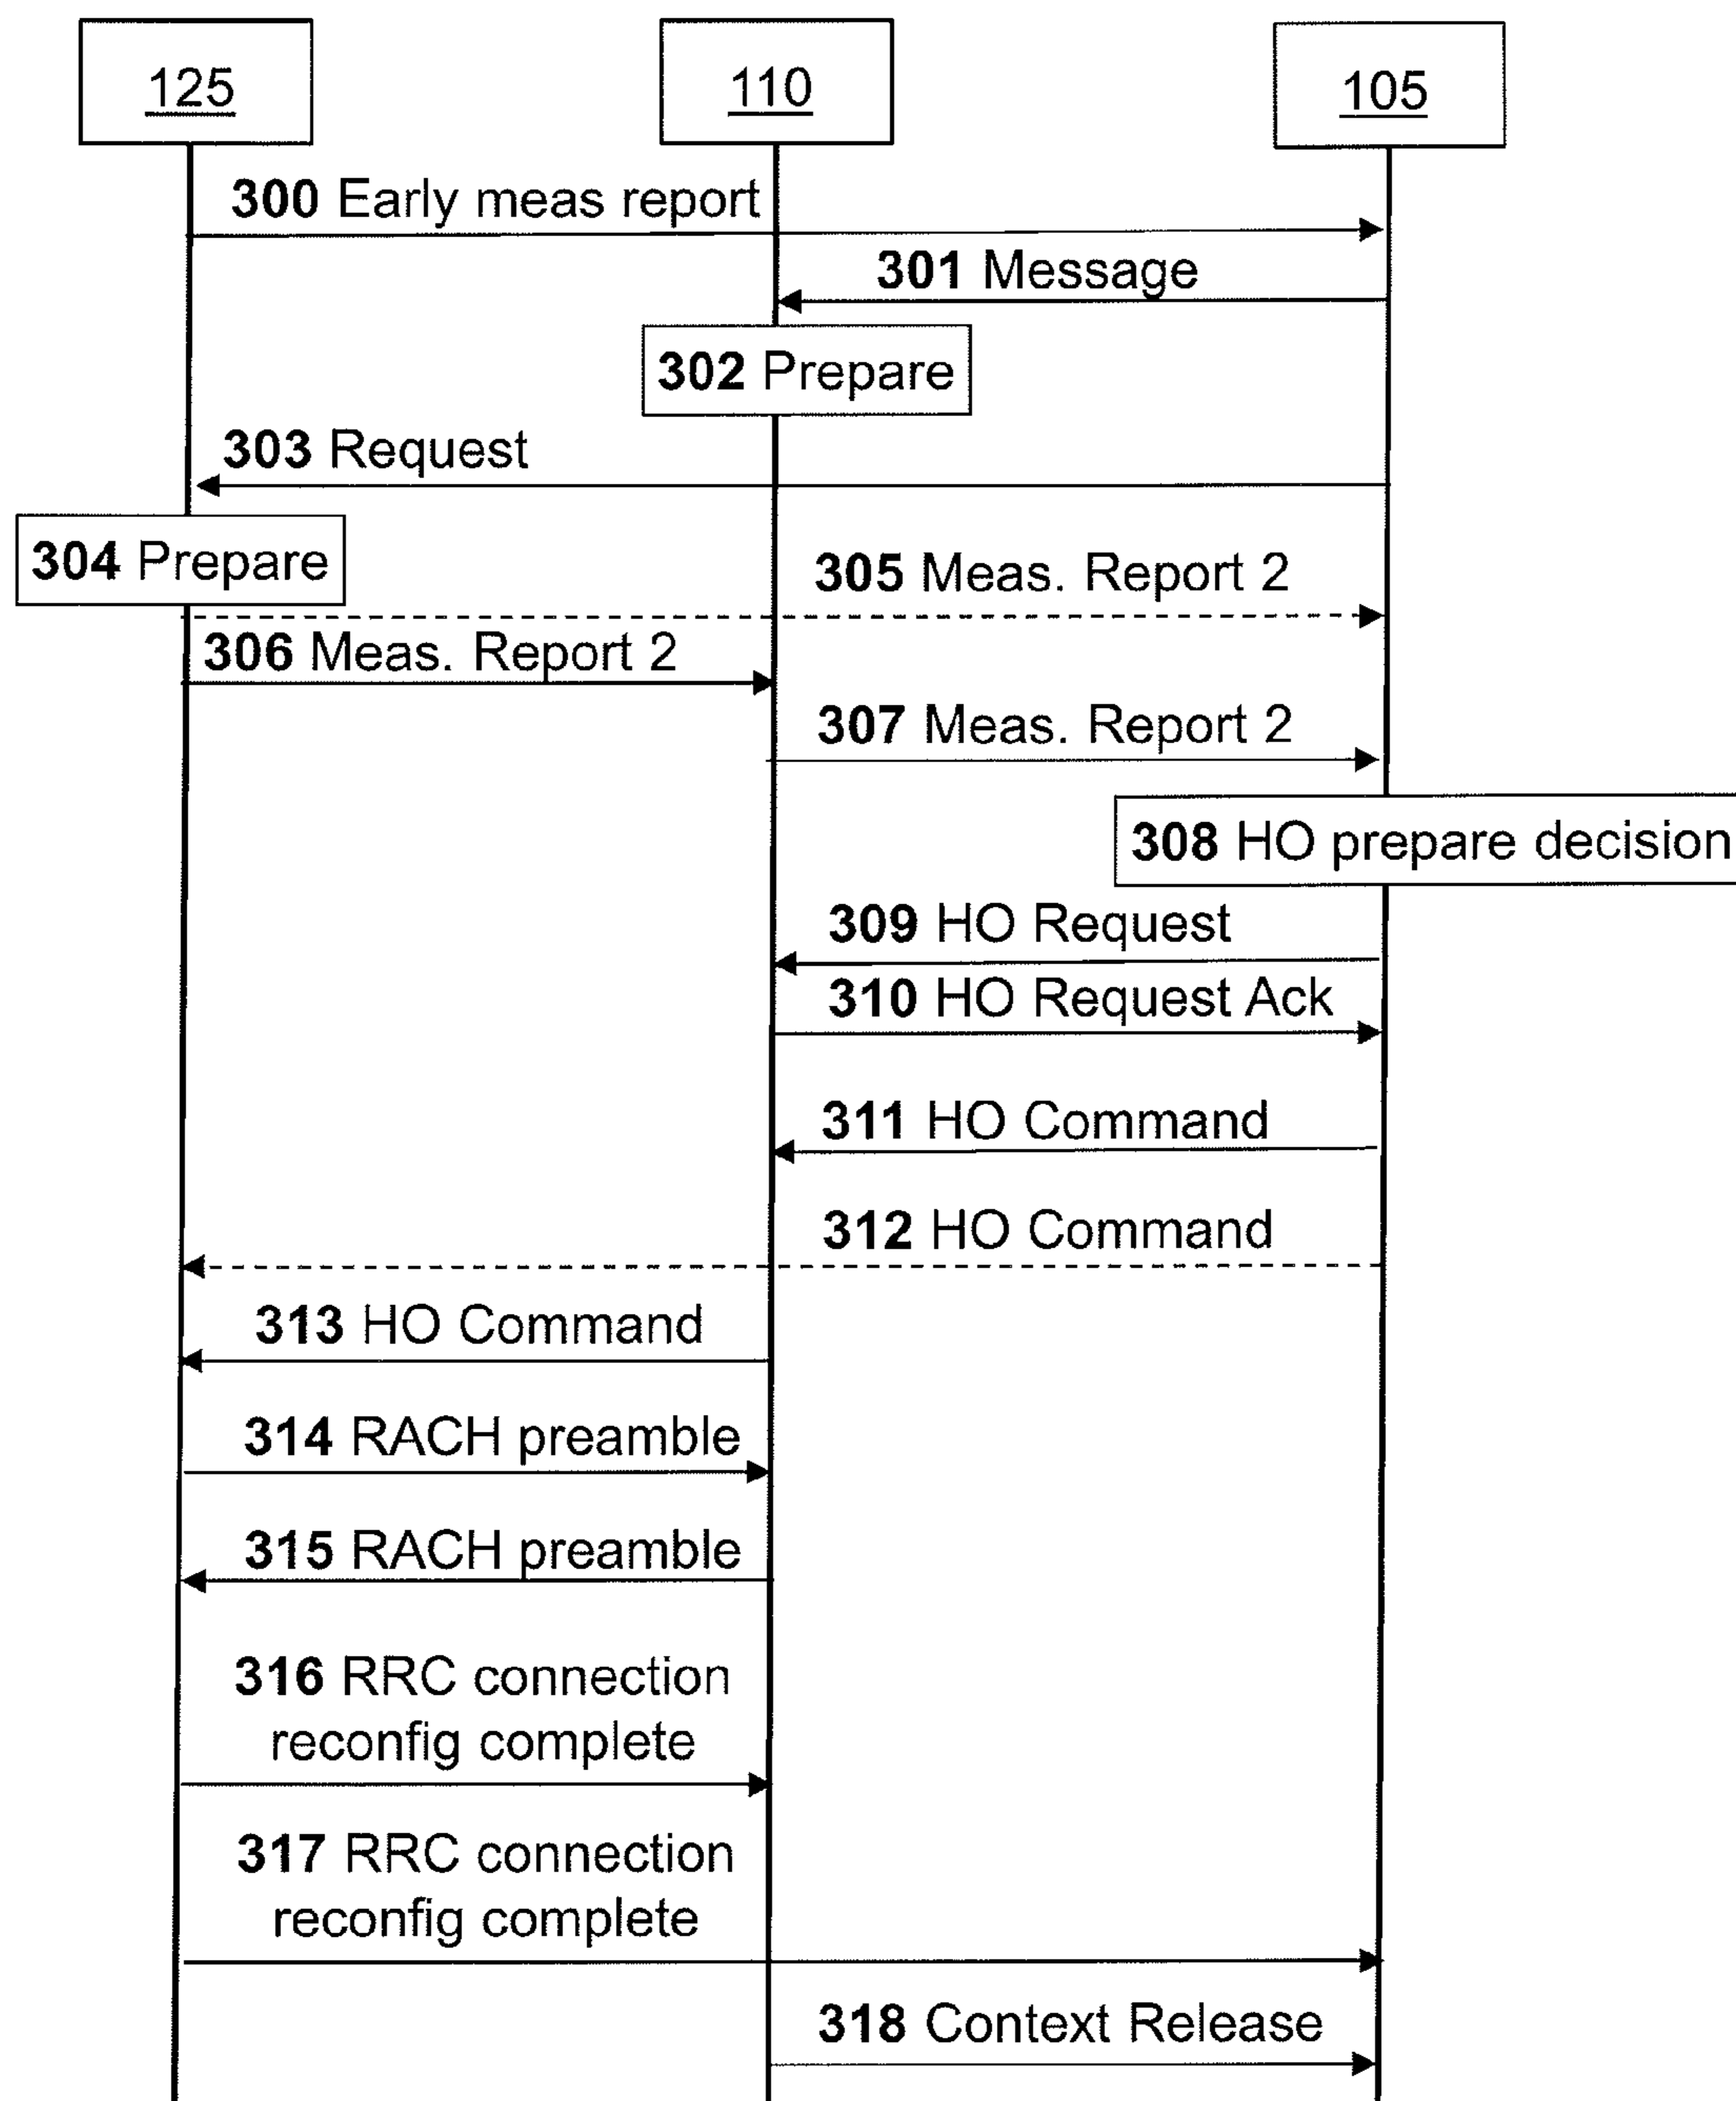 125
110
105
300 Early meas report
301 Message
302 Prepare
303 Request
304 Prepare
305 Meas. Report 2
306 Meas. Report 2
307 Meas. Report 2
308 HO prepare decision
309 HO Request
310 HO Request Ack
311 HO Command
312 HO Command
313 HO Command
314 RACH preamble
315 RACH preamble
316 RRC connection
reconfig complete
317 RRC connection
reconfig complete
318 Context Release